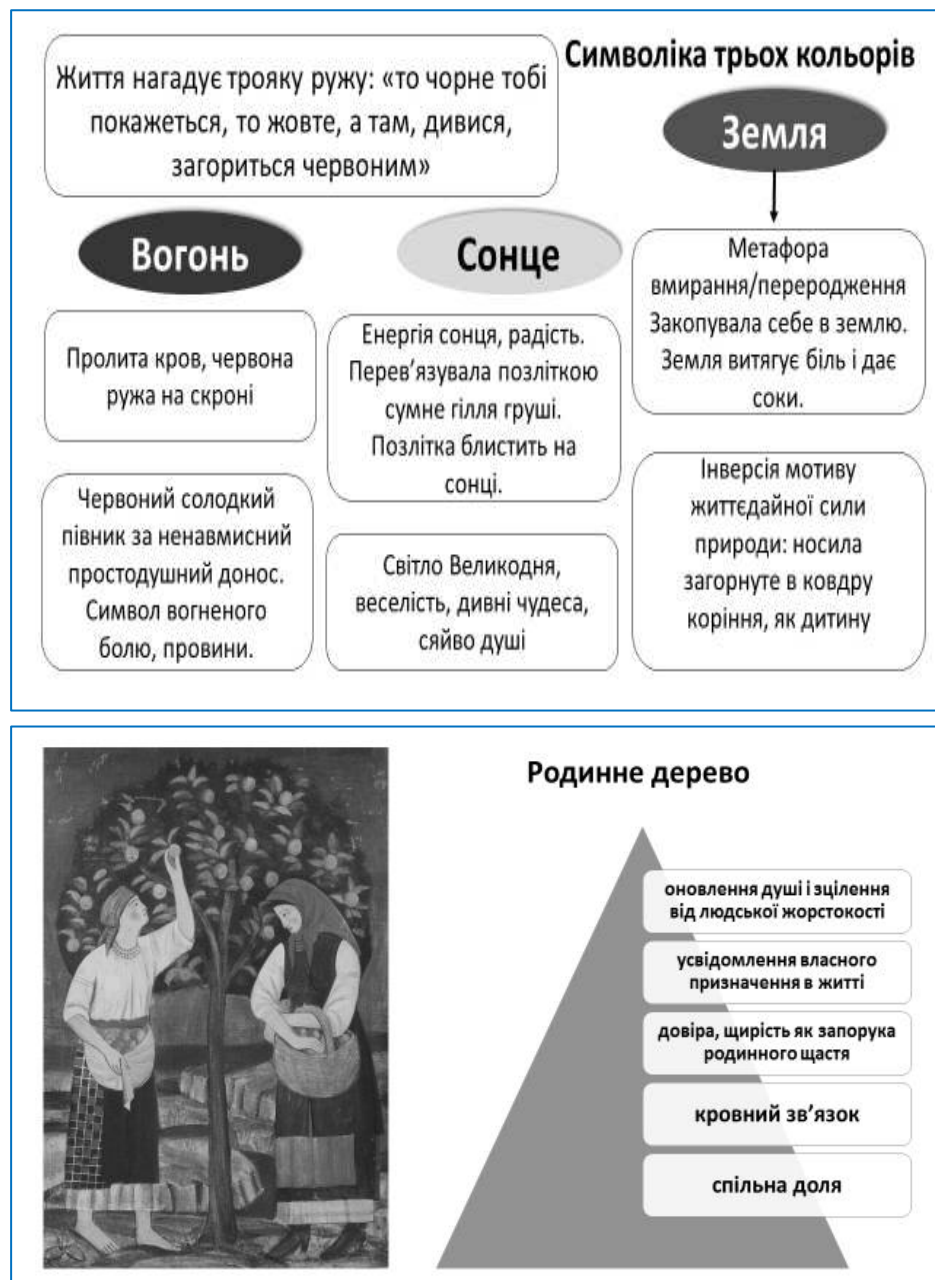 Символіка трьох кольорів
Життя нагадує трояку ружу: «то чорне тобі
покажеться, то жовте, а там, дивися,
загориться червоним»
Вогонь
Пролита кров, червона
ружа на скроні
Червоний солодкий
півник за ненавмисний
простодушний донос.
Символ вогненого
болю, провини.
Сонце
Енергія сонця, радість.
Перев’язувала позліткою
сумне гілля груші.
Позлітка блистить на
сонці.
Світло Великодня,
веселість, дивні чудеса,
сяйво душі
Земля
Метафора
вмирання/переродження
Закопувала себе в землю.
Земля витягує біль і дає
соки.
Інверсія мотиву
життєдайної сили
природи: носила
загорнуте в ковдру
коріння, як дитину
Родинне дерево
оновлення душі і зцілення
від людської жорстокості
усвідомлення власного
призначення в житті
довіра, щирість як запорука
родинного щастя
кровний зв’язок
спільна доля